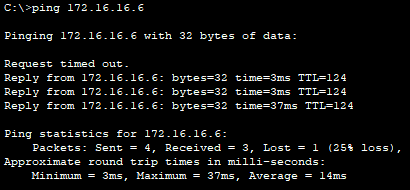 C:\>ping 172.16.16.6
Pinging 172.16.16.6 with 32 bytes of data:
Request timed out.
Reply from 172.16.16.6: bytes=32 time=3ms TTL=124
Reply from 172.16.16.6: bytes=32 time=3ms TTL=124
Reply from 172.16.16.6: bytes=32 time=37ms TTL=124
Ping statistics for 172.16.16.6:
    Packets: Sent = 4, Received = 3, Lost = 1 (25% loss),
Approximate round trip times in milli-seconds:
    Minimum = 3ms, Maximum = 37ms, Average = 14ms